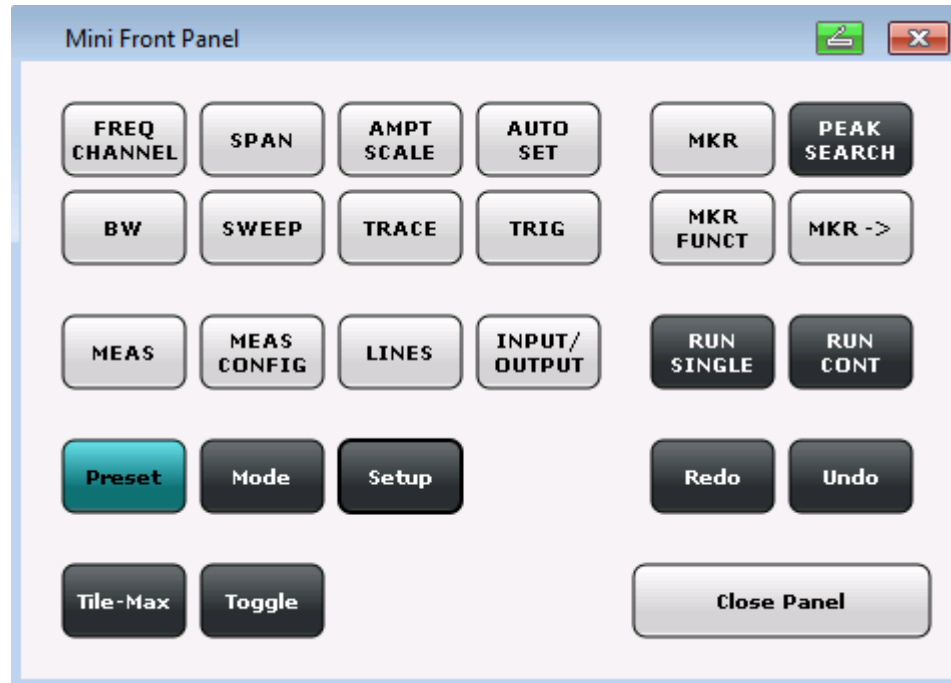 Mini Front Panel
FREQ
CHANNEL
SPAN
AMPT
SCALE
AUTO
SET
MKR
PEAK
SEARCH
BW
SWEEP
TRACE
TRIG
MKR
FUNCT
MKR ->
MEAS
MEAS
CONFIG
LINES
INPUT/
OUTPUT
RUN
SINGLE
RUN
CONT
Preset
Mode
Setup
Redo
Undo
Tile-Max
Toggle
Close Panel